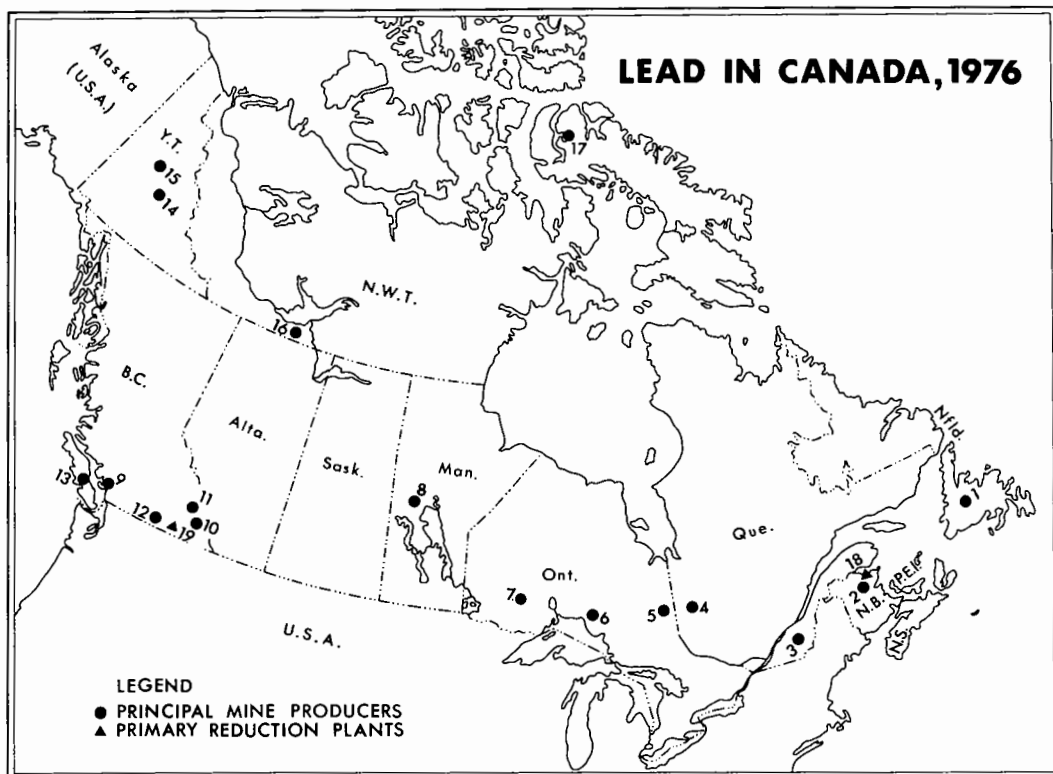 LEAD IN CANADA, 1976
Alaska
(U.S.A.)
Y.T.
15
14
17
N.W.T.
16
B.C.
Alta.
Sask.
Man.
Nfld.
13
9
11
12
19
10
8
1
Que.
Ont.
18
P.E.I.
2
N.B.
N.S.
7
6
5
4
3
U.S.A.
LEGEND
PRINCIPAL MINE PRODUCERS
PRIMARY REDUCTION PLANTS